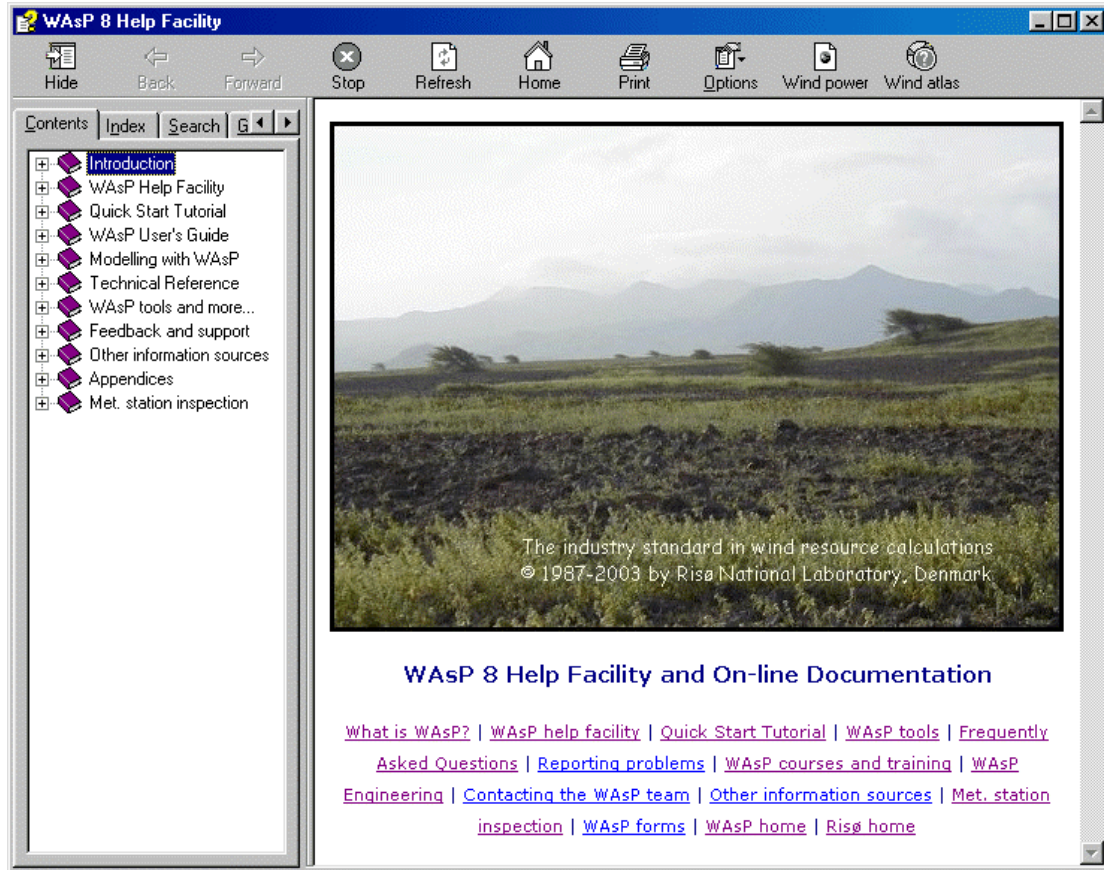 WAsP 8 Help Facility
Hide Back Forward Stop Refresh Home Print Options Wind power Wind atlas
Contents Index Search G
Introduction
WAsP Help Facility
Quick Start Tutorial
WAsP User's Guide
Modelling with WAsP
Technical Reference
WAsP tools and more...
Feedback and support
Other information sources
Appendices
Met. station inspection
The industry standard in wind resource calculations
© 1987-2003 by Risø National Laboratory, Denmark
WAsP 8 Help Facility and On-line Documentation
What is WAsP? | WAsP help facility | Quick Start Tutorial | WAsP tools | Frequently
Asked Questions | Reporting problems | WAsP courses and training | WAsP
Engineering | Contacting the WAsP team | Other information sources | Met. station
inspection | WAsP forms | WAsP home | Risø home